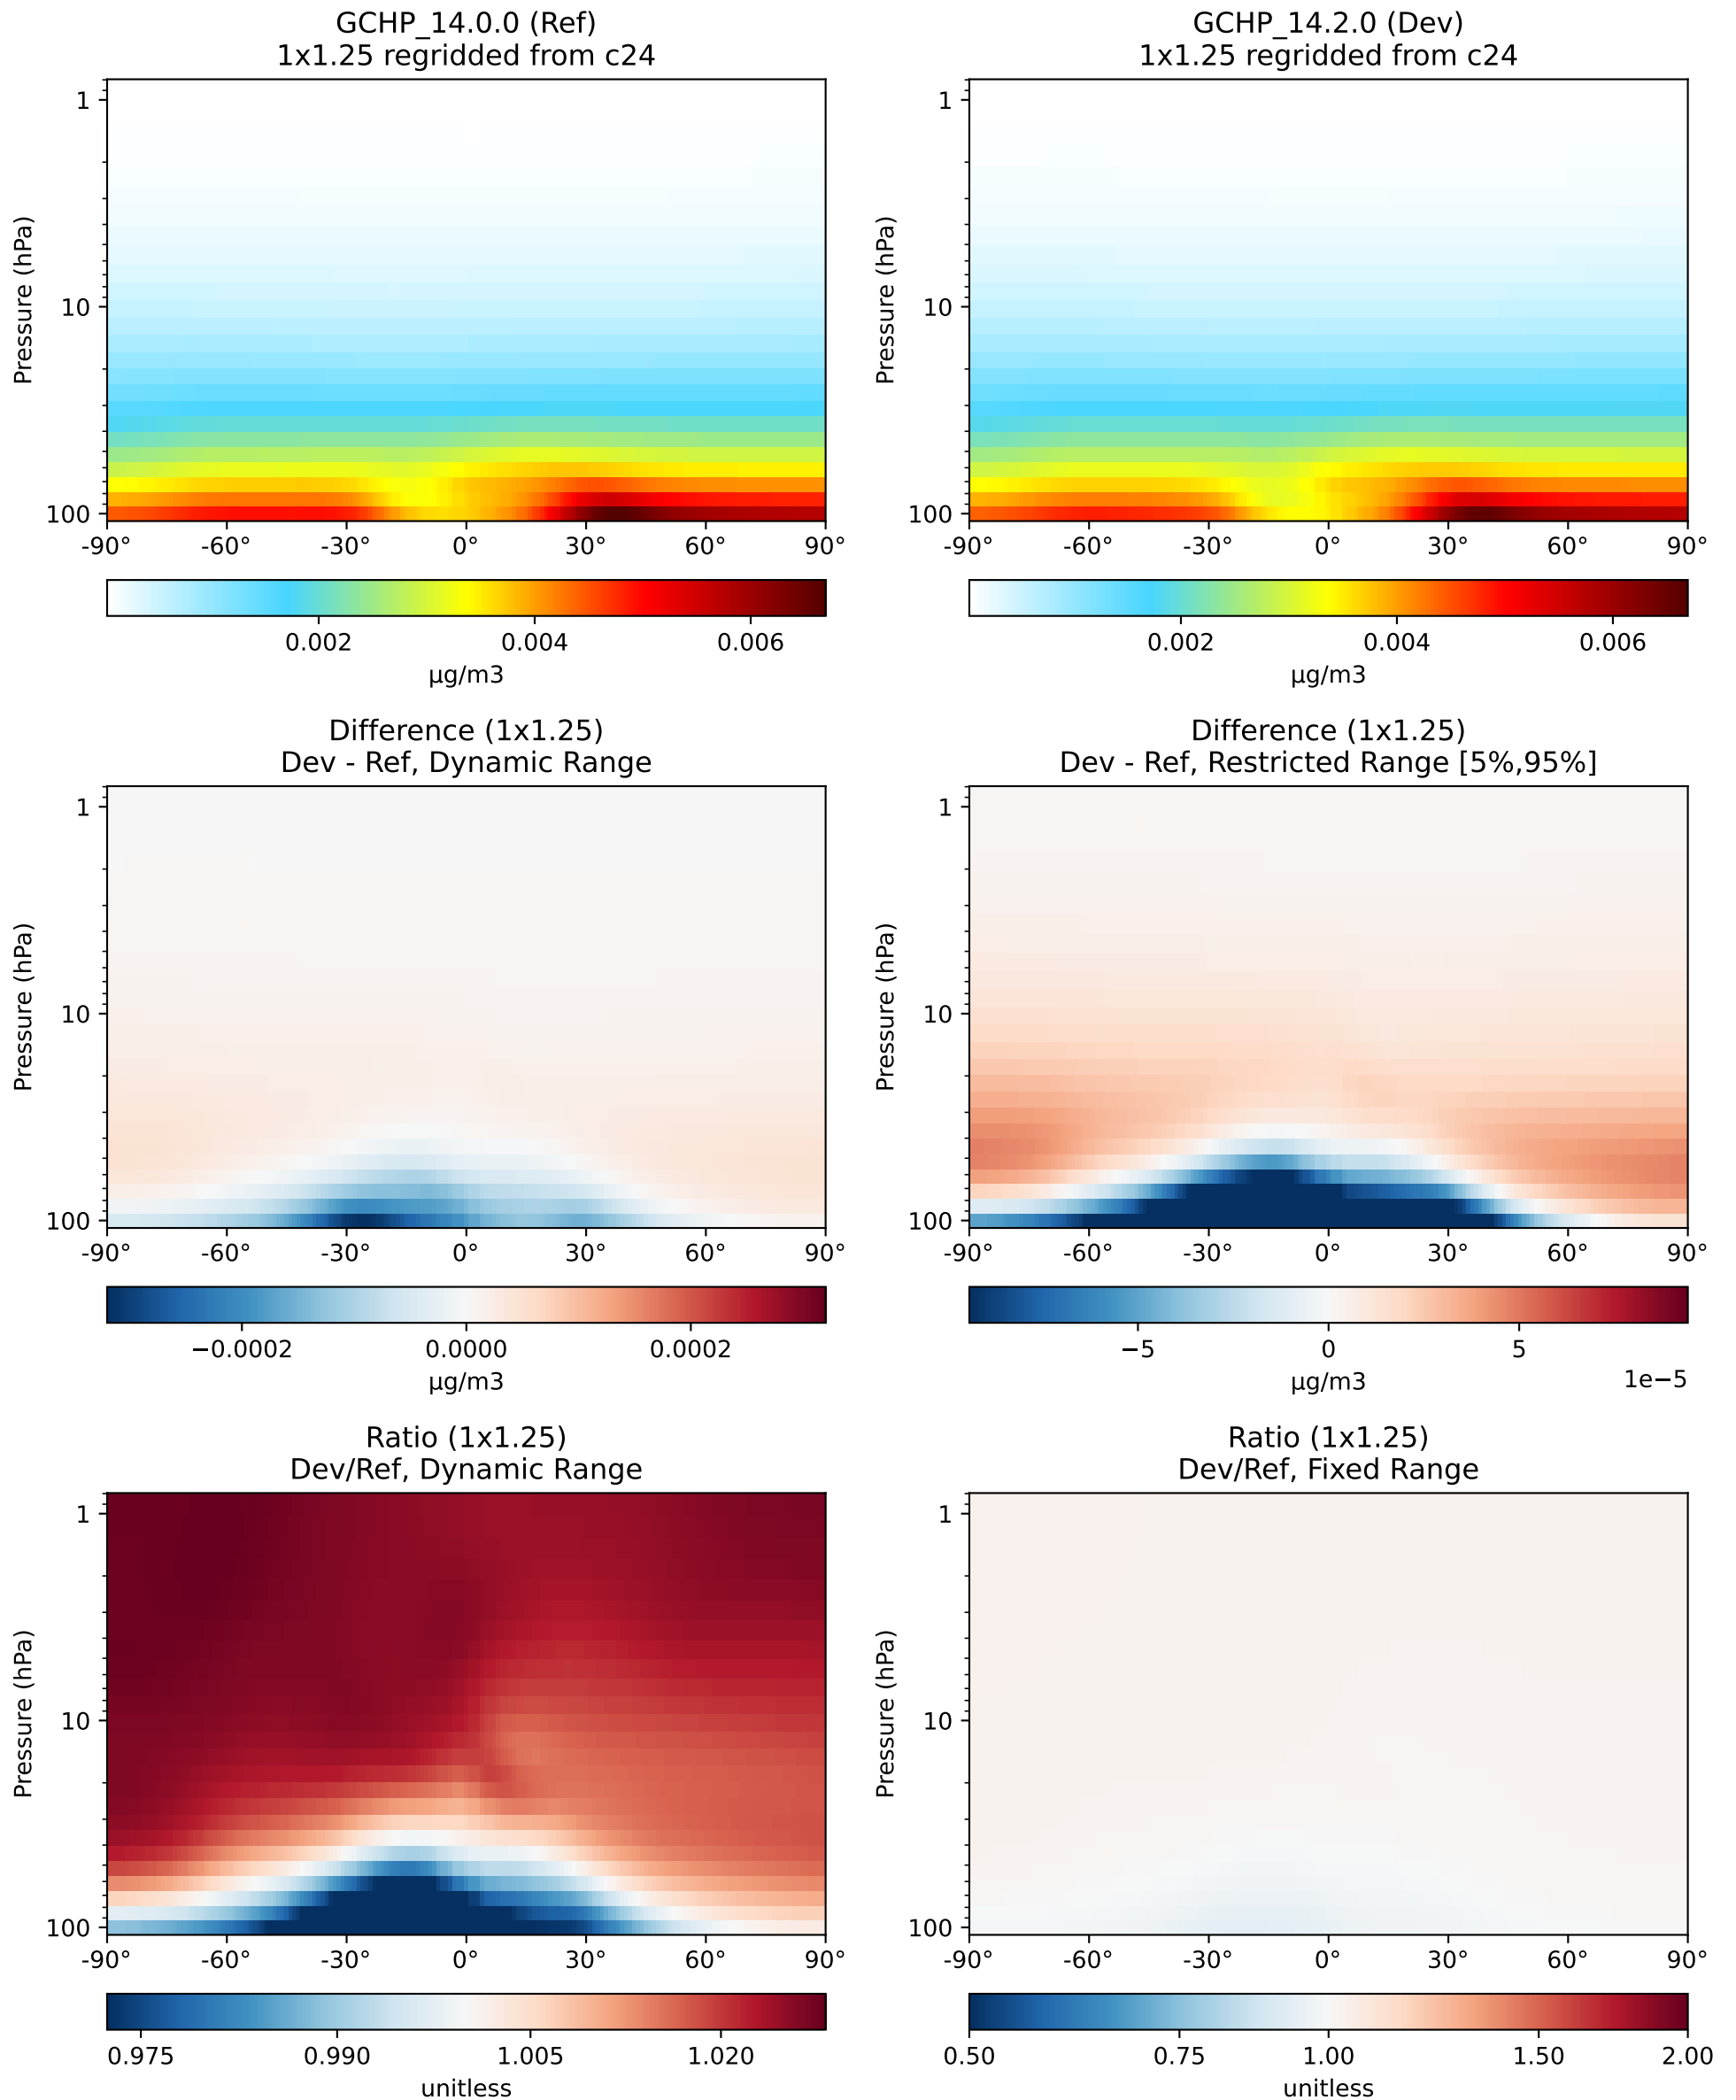 GCHP_14.0.0 (Ref)
1x1.25 regridded from c24
Pressure (hPa)
1
10
100
-90° -60° -30° 0° 30° 60° 90°
0.002 0.004 0.006
µg/m3
GCHP_14.2.0 (Dev)
1x1.25 regridded from c24
Pressure (hPa)
1
10
100
-90° -60° -30° 0° 30° 60° 90°
0.002 0.004 0.006
µg/m3
Difference (1x1.25)
Dev - Ref, Dynamic Range
Pressure (hPa)
1
10
100
-90° -60° -30° 0° 30° 60° 90°
−0.0002 0.0000 0.0002
µg/m3
Difference (1x1.25)
Dev - Ref, Restricted Range [5%,95%]
Pressure (hPa)
1
10
100
-90° -60° -30° 0° 30° 60° 90°
−5 0 5
1e−5
µg/m3
Ratio (1x1.25)
Dev/Ref, Dynamic Range
Pressure (hPa)
1
10
100
-90° -60° -30° 0° 30° 60° 90°
0.975 0.990 1.005 1.020
unitless
Ratio (1x1.25)
Dev/Ref, Fixed Range
Pressure (hPa)
1
10
100
-90° -60° -30° 0° 30° 60° 90°
0.50 0.75 1.00 1.50 2.00
unitless